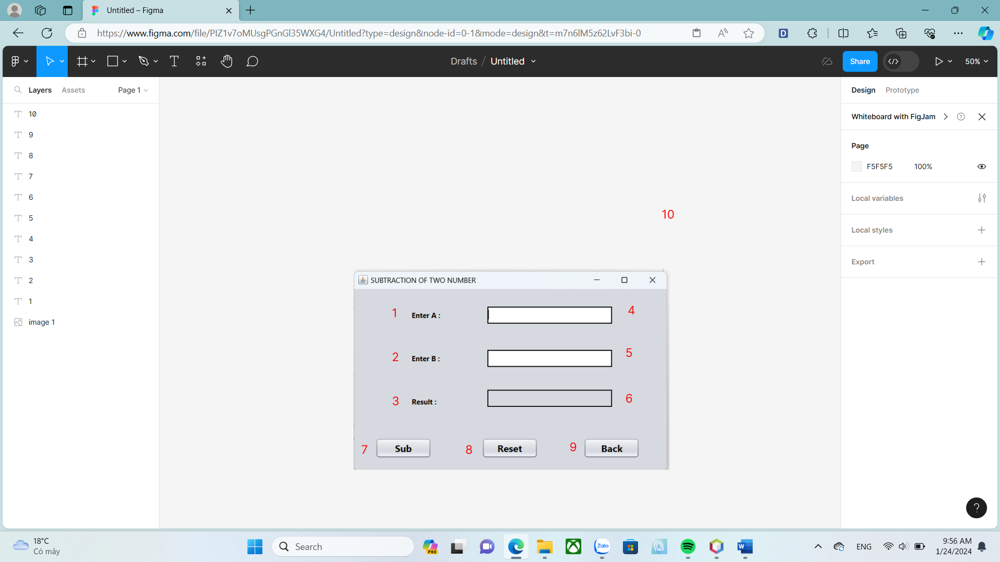 Untitled – Figma
https://www.figma.com/file/PIZ1v7oMUsgPGnGl35WXG4/Untitled?type=design&node-id=0-1&mode=design&t=m7n6lM5z62LvF3bi-0
Drafts / Untitled
Share
50%
Layers
Assets
Page 1
10
9
8
7
6
5
4
3
2
1
image 1
10
SUBTRACTION OF TWO NUMBER
1 Enter A : 4
2 Enter B : 5
3 Result : 6
7 Sub 8 Reset 9 Back
Design
Prototype
Whiteboard with FigJam
Page
F5F5F5 100%
Local variables
Local styles
Export
?
18°C
Có mây
Search
PRE
Zalo
ENG
9:56 AM
1/24/2024